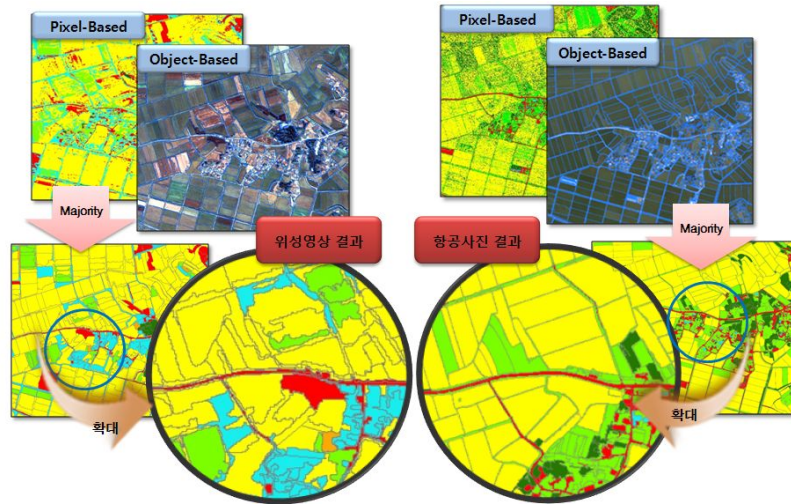 Pixel-Based
Object-Based
Majority
위성영상 결과
확대
Pixel-Based
Object-Based
Majority
항공사진 결과
확대